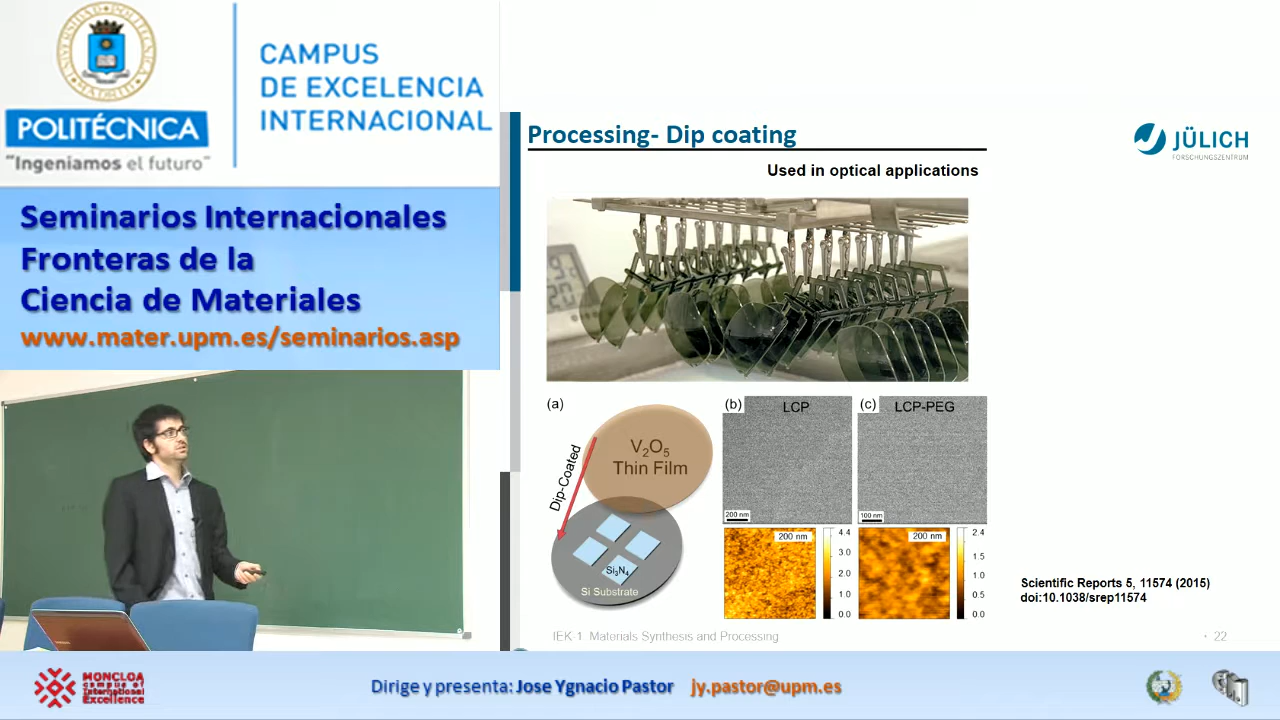 CAMPUS
DE EXCELENCIA
INTERNACIONAL
POLITÉCNICA
"Ingeniamos el futuro"
Seminarios Internacionales
Fronteras de la
Ciencia de Materiales
www.mater.upm.es/seminarios.asp
Processing- Dip coating
JÜLICH
FORSCHUNGSZENTRUM
Used in optical applications
(a)
V₂O₅
Thin Film
Dip-Coated
Si₃N₄
Si Substrate
(b)
LCP
200 nm
(c)
LCP-PEG
100 nm
200 nm
4.4
3.0
2.0
1.0
0.0
200 nm
2.4
1.5
1.0
0.5
0.0
Scientific Reports 5, 11574 (2015)
doi:10.1038/srep11574
IEK-1 Materials Synthesis and Processing
22
MONCLOA
campus of
International
Excellence
Dirige y presenta: Jose Ygnacio Pastor jy.pastor@upm.es